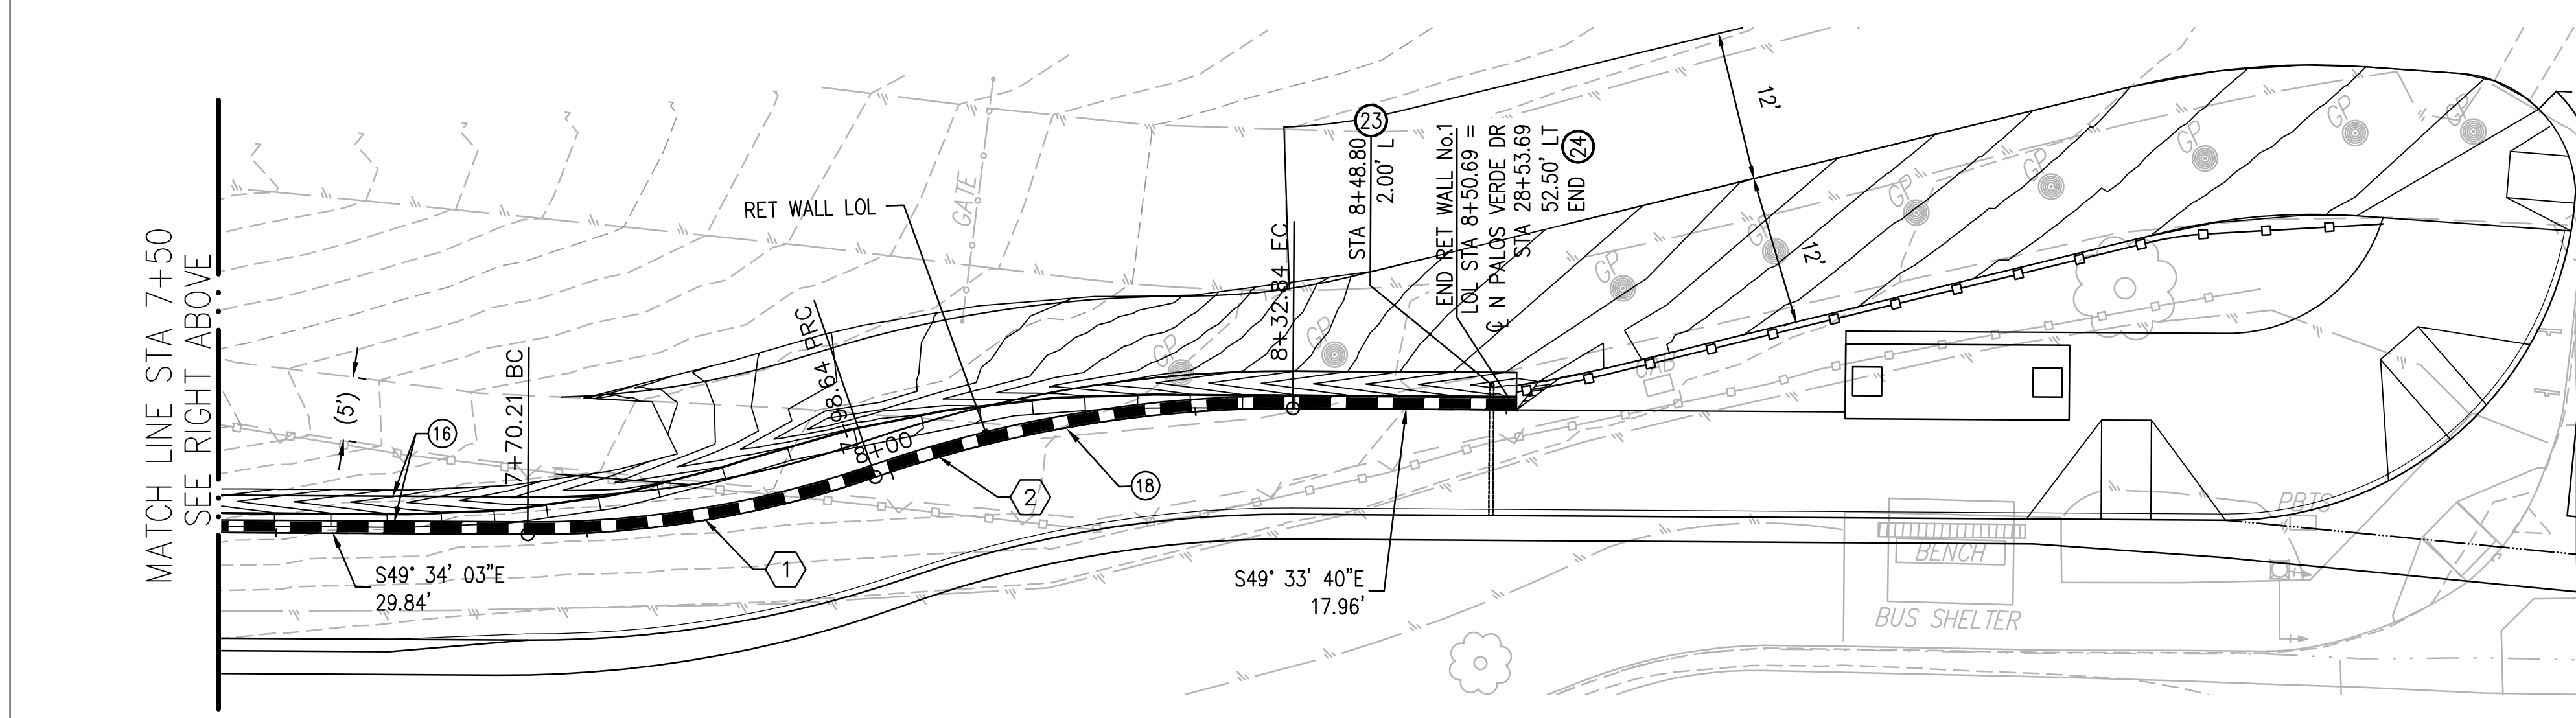 MATCH LINE STA 7+50
SEE RIGHT ABOVE
(5')
16
S49° 34' 03"E
29.84'
7+70.21 BC
7+98.64 PRC
8+00
RET WALL LOL
GATE
1
2
18
8+32.84 EC
S49° 33' 40"E
17.96'
23
STA 8+48.80
2.00' L
END RET WALL No.1
LOL STA 8+50.69 =
℄ N PALOS VERDE DR
STA 28+53.69
52.50' LT
END 24
12'
12'
GP
GP
GP
GP
GP
GP
GP
GP
GP
BENCH
BUS SHELTER
PBTS